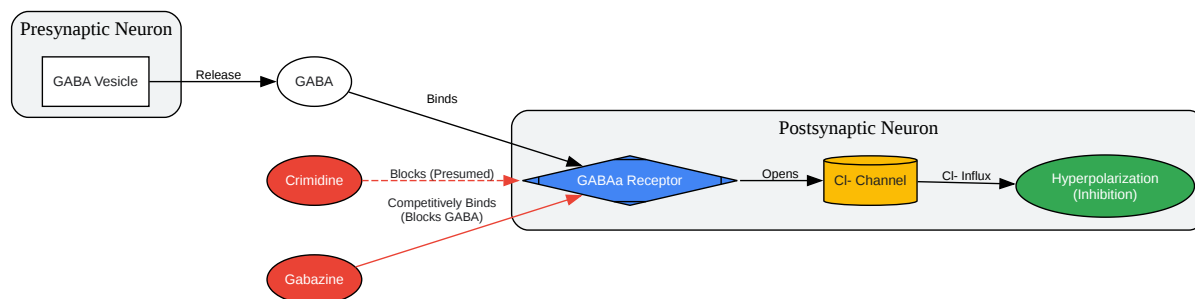 Presynaptic Neuron
GABA Vesicle
Release
GABA
Binds
Postsynaptic Neuron
Crimidine
Blocks (Presumed)
GABAa Receptor
Opens
Cl- Channel
Cl- Influx
Hyperpolarization
(Inhibition)
Competitively Binds
(Blocks GABA)
Gabazine